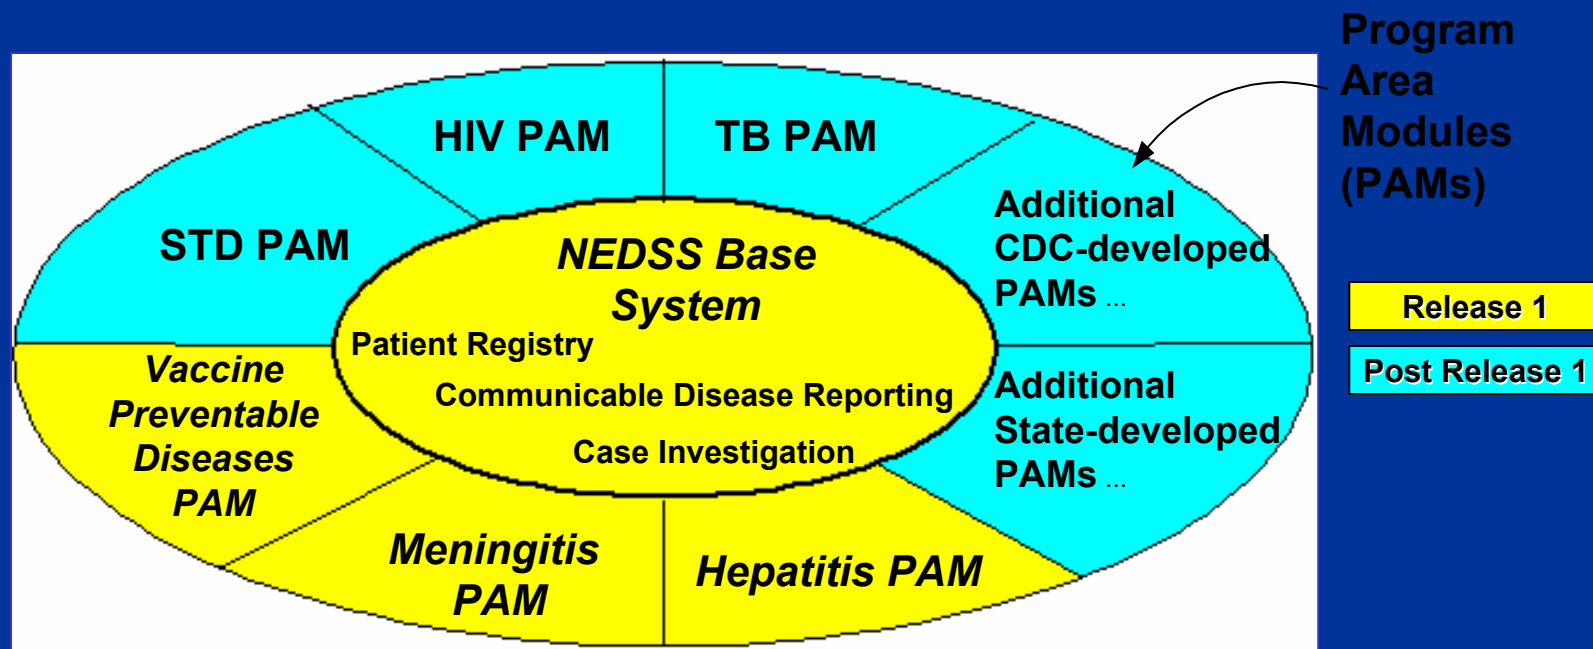 Program
Area
Modules
(PAMs)
HIV PAM
TB PAM
STD PAM
Additional
CDC-developed
PAMs ...
NEDSS Base
System
Patient Registry
Communicable Disease Reporting
Case Investigation
Release 1
Post Release 1
Vaccine
Preventable
Diseases
PAM
Additional
State-developed
PAMs ...
Meningitis
PAM
Hepatitis PAM